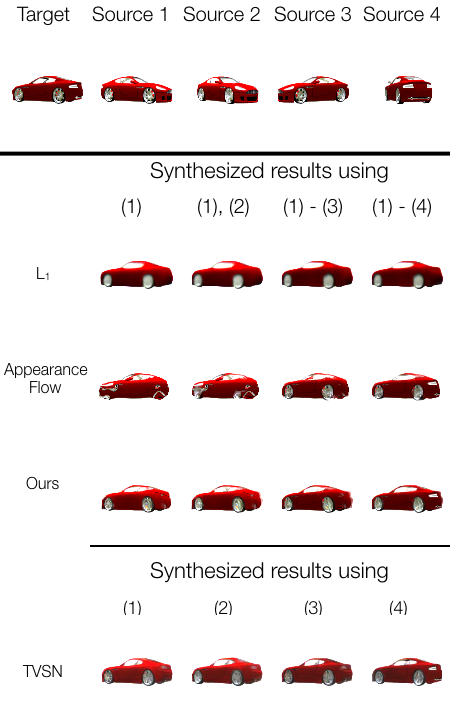 Target Source 1 Source 2 Source 3 Source 4
Synthesized results using
(1) (1), (2) (1) - (3) (1) - (4)
L₁
Appearance
Flow
Ours
Synthesized results using
(1) (2) (3) (4)
TVSN